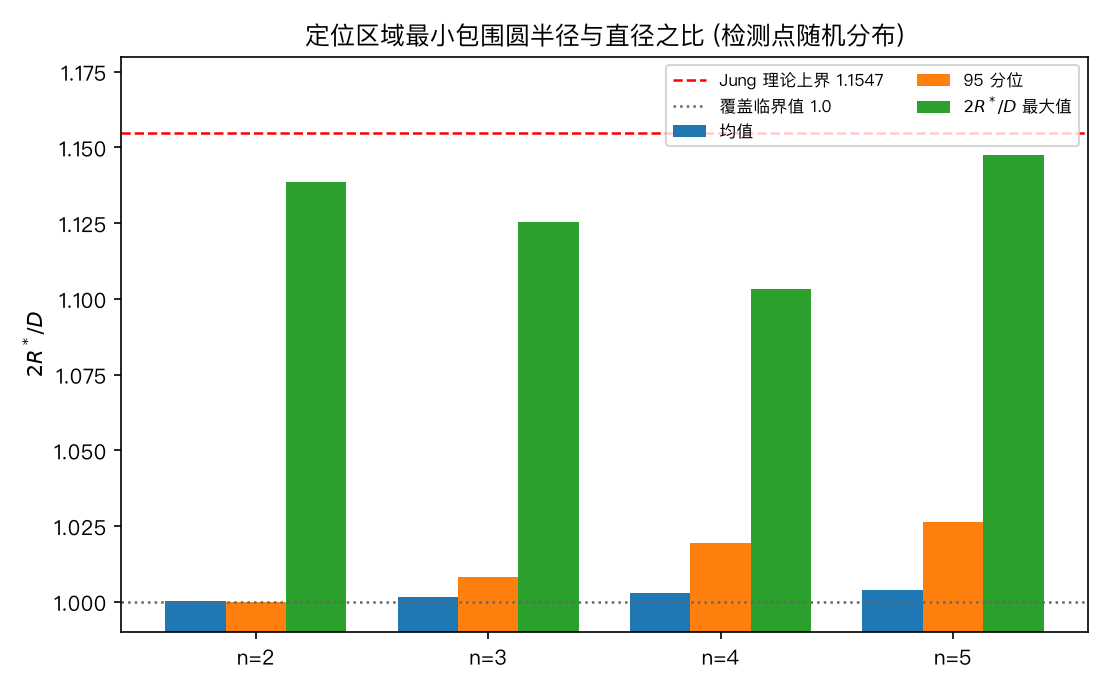 定位区域最小包围圆半径与直径之比 (检测点随机分布)
Jung 理论上界 1.1547
覆盖临界值 1.0
均值
95 分位
2R*/D 最大值
2R*/D
1.175
1.150
1.125
1.100
1.075
1.050
1.025
1.000
n=2
n=3
n=4
n=5